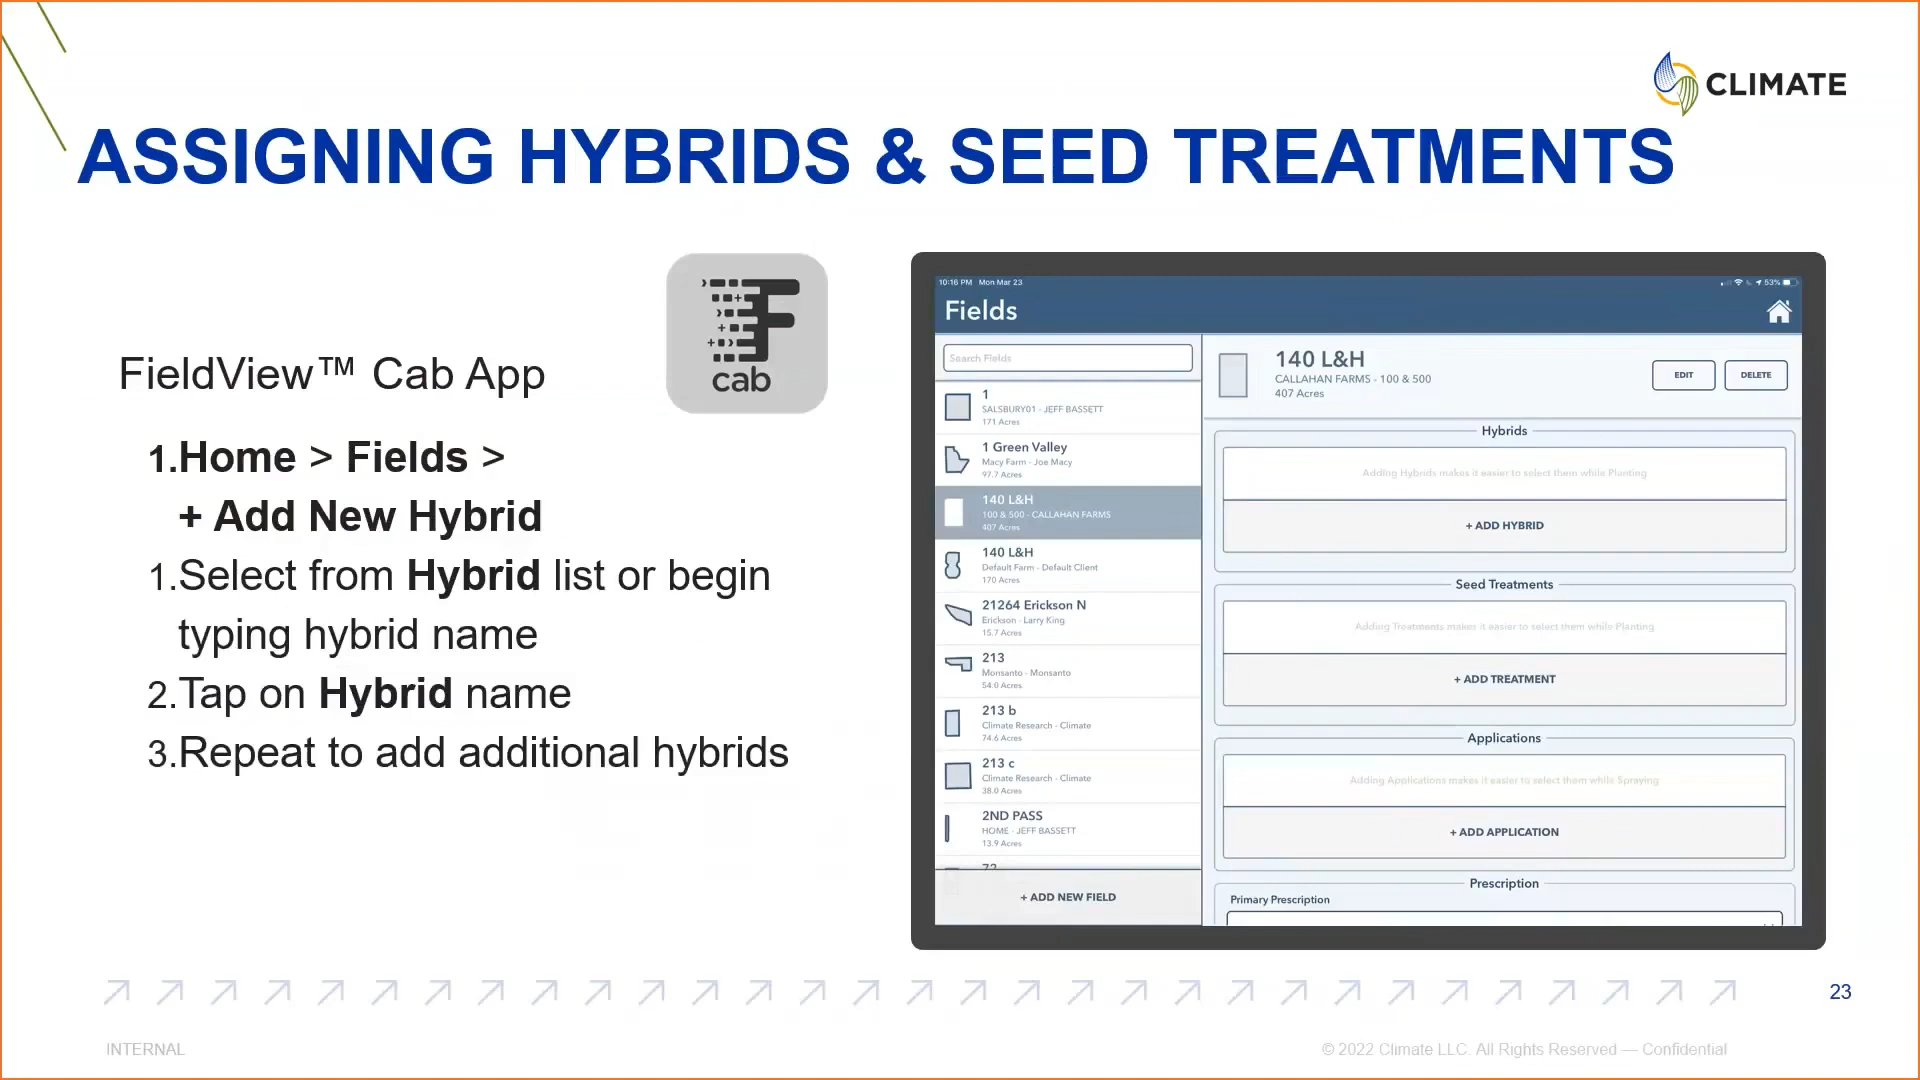 CLIMATE
ASSIGNING HYBRIDS & SEED TREATMENTS
cab
FieldView™ Cab App
1.Home > Fields >
+ Add New Hybrid
1.Select from Hybrid list or begin
typing hybrid name
2.Tap on Hybrid name
3.Repeat to add additional hybrids
10:16 PM Mon Mar 23
53%
Fields
Search Fields
1
SALSBURY01 - JEFF BASSETT
171 Acres
1 Green Valley
Macy Farm - Joe Macy
97.7 Acres
140 L&H
100 & 500 - CALLAHAN FARMS
407 Acres
140 L&H
Default Farm - Default Client
170 Acres
21264 Erickson N
Erickson - Larry King
15.7 Acres
213
Monsanto - Monsanto
54.0 Acres
213 b
Climate Research - Climate
74.6 Acres
213 c
Climate Research - Climate
38.0 Acres
2ND PASS
HOME - JEFF BASSETT
13.9 Acres
+ ADD NEW FIELD
140 L&H
CALLAHAN FARMS - 100 & 500
407 Acres
EDIT
DELETE
Hybrids
Adding Hybrids makes it easier to select them while Planting
+ ADD HYBRID
Seed Treatments
Adding Treatments makes it easier to select them while Planting
+ ADD TREATMENT
Applications
Adding Applications makes it easier to select them while Spraying
+ ADD APPLICATION
Prescription
Primary Prescription
23
INTERNAL
© 2022 Climate LLC. All Rights Reserved — Confidential